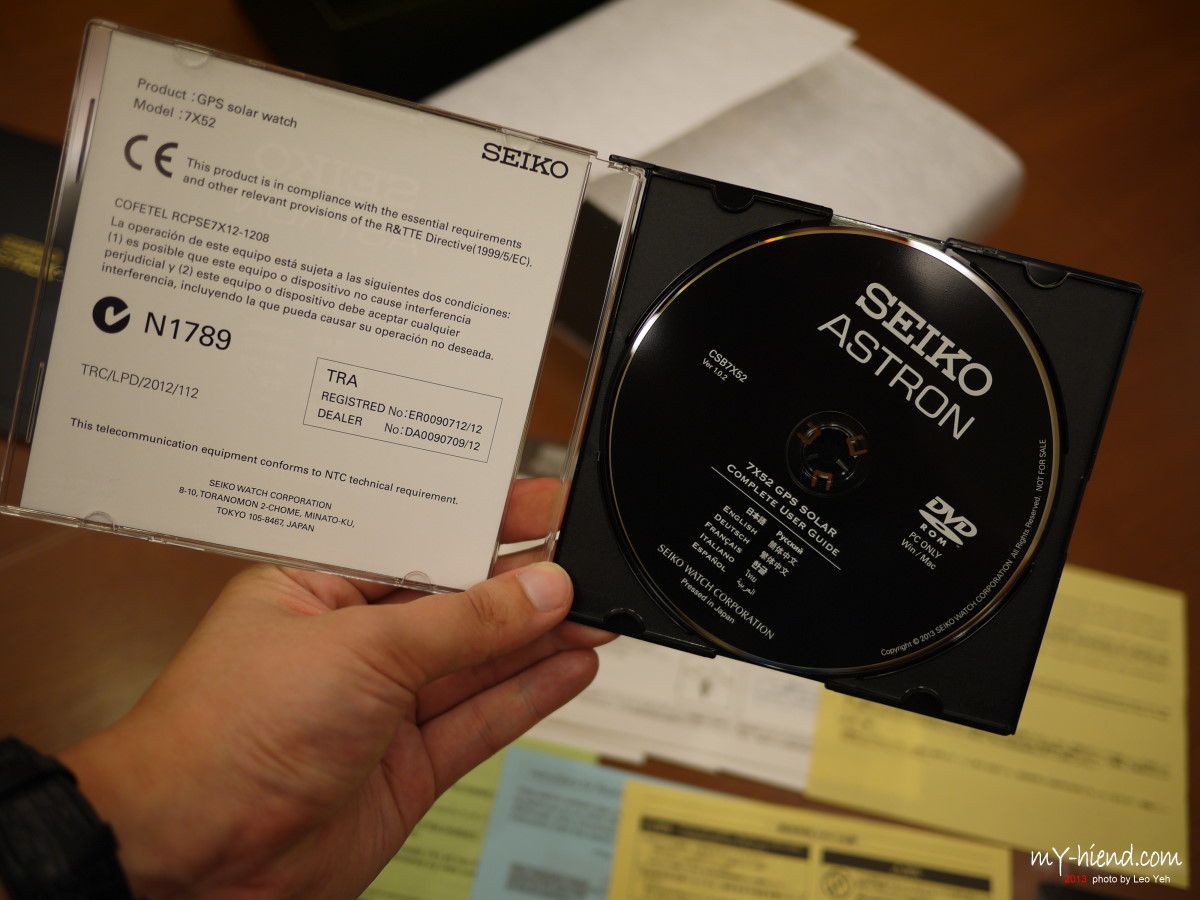 Product : GPS solar watch
Model : 7X52
SEIKO
CE
This product is in compliance with the essential requirements
and other relevant provisions of the R&TTE Directive(1999/5/EC).
COFETEL RCPSE7X12-1208
La operación de este equipo está sujeta a las siguientes dos condiciones:
(1) es posible que este equipo o dispositivo no cause interferencia
perjudicial y (2) este equipo o dispositivo debe aceptar cualquier
interferencia, incluyendo la que pueda causar su operación no deseada.
N1789
TRC/LPD/2012/112
TRA
REGISTRED No:ER0090712/12
DEALER No:DA0090709/12
This telecommunication equipment conforms to NTC technical requirement.
SEIKO WATCH CORPORATION
8-10, TORANOMON 2-CHOME, MINATO-KU,
TOKYO 105-8467, JAPAN
SEIKO
ASTRON
CSB7X52
Ver 1.0.2
7X52 GPS SOLAR
COMPLETE USER GUIDE
日本語 Русский
ENGLISH 简体中文
DEUTSCH 繁体中文
FRANÇAIS 한글
ITALIANO ไทย
ESPAÑOL العربية
SEIKO WATCH CORPORATION
Pressed in Japan
DVD
ROM
PC ONLY
Win / Mac
Copyright © 2013 SEIKO WATCH CORPORATION All Rights Reserved. NOT FOR SALE
mY-hiend.com
2013 photo by Leo Yeh